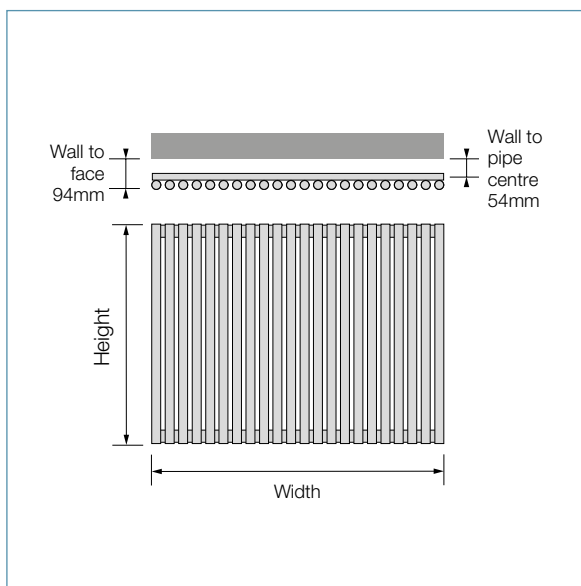 Wall to
face
94mm
Wall to
pipe
centre
54mm
Height
Width